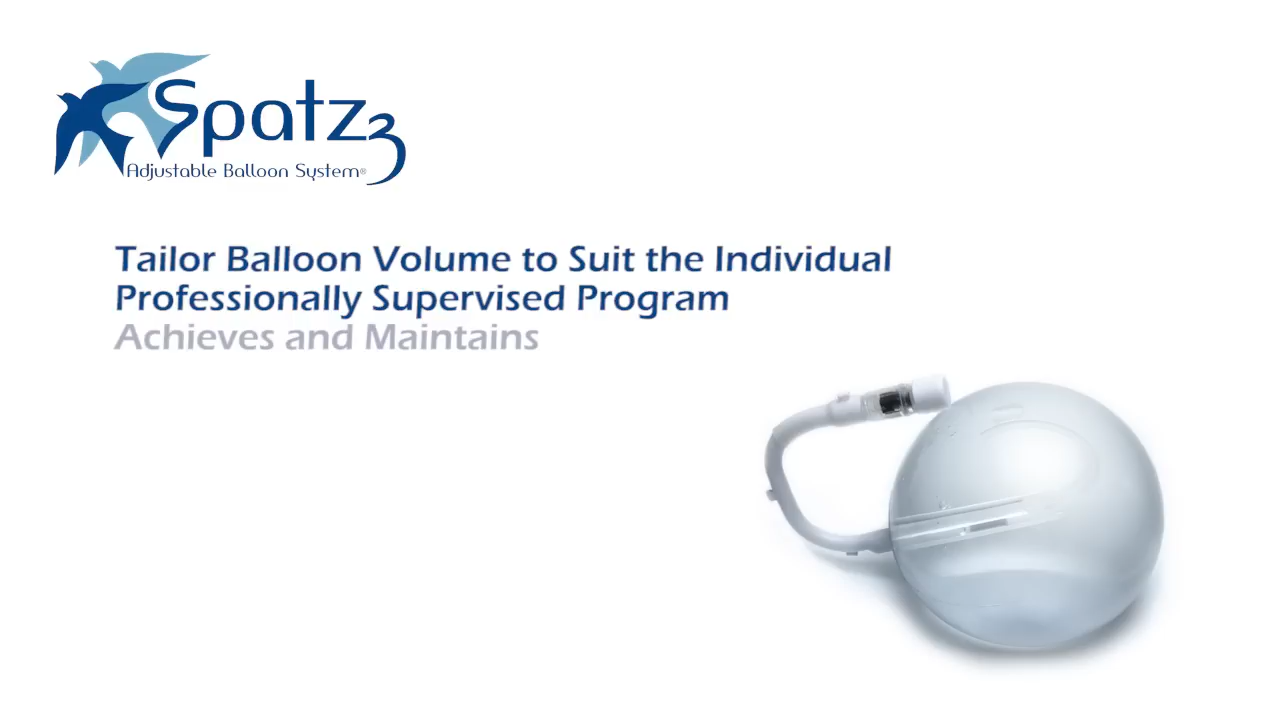 Spatz3
Adjustable Balloon System®
Tailor Balloon Volume to Suit the Individual
Professionally Supervised Program
Achieves and Maintains